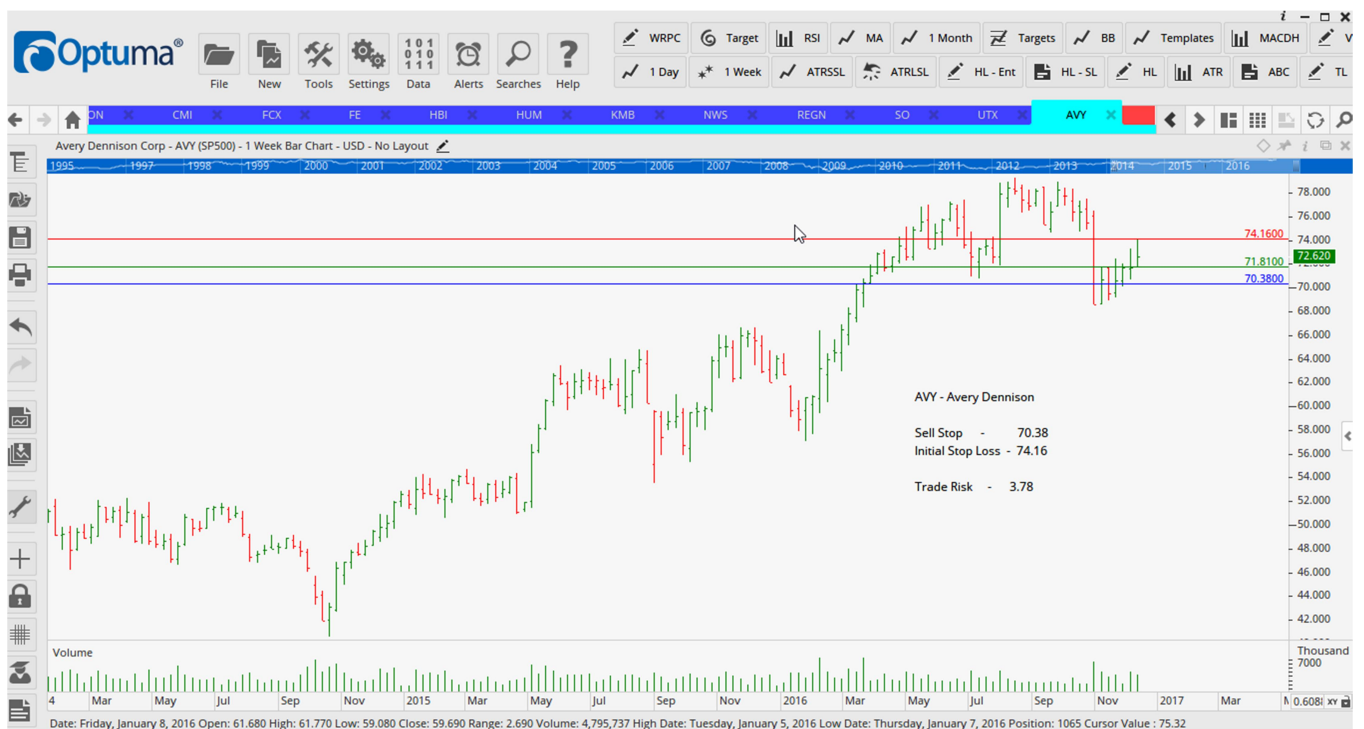 i
Optuma®
WRPC Target RSI MA 1 Month Targets BB Templates MACDH V
1 Day 1 Week ATRSSL ATRLSL HL - Ent HL - SL HL ATR ABC TL
File New Tools Settings Data Alerts Searches Help
ON CMI FCX FE HBI HUM KMB NWS REGN SO UTX AVY
Avery Dennison Corp - AVY (SP500) - 1 Week Bar Chart - USD - No Layout
1995 1997 1998 1999 2000 2001 2002 2003 2004 2005 2006 2007 2008 2009 2010 2011 2012 2013 2014 2015 2016
78.000
76.000
74.1600
74.000
72.620
71.8100
70.3800
70.000
68.000
66.000
64.000
62.000
60.000
58.000
56.000
54.000
52.000
50.000
48.000
46.000
44.000
42.000
AVY - Avery Dennison
Sell Stop - 70.38
Initial Stop Loss - 74.16
Trade Risk - 3.78
Volume Thousand
7000
4 Mar May Jul Sep Nov 2015 Mar May Jul Sep Nov 2016 Mar May Jul Sep Nov 2017 Mar 0.608 XY
Date: Friday, January 8, 2016 Open: 61.680 High: 61.770 Low: 59.080 Close: 59.690 Range: 2.690 Volume: 4,795,737 High Date: Tuesday, January 5, 2016 Low Date: Thursday, January 7, 2016 Position: 1065 Cursor Value : 75.32